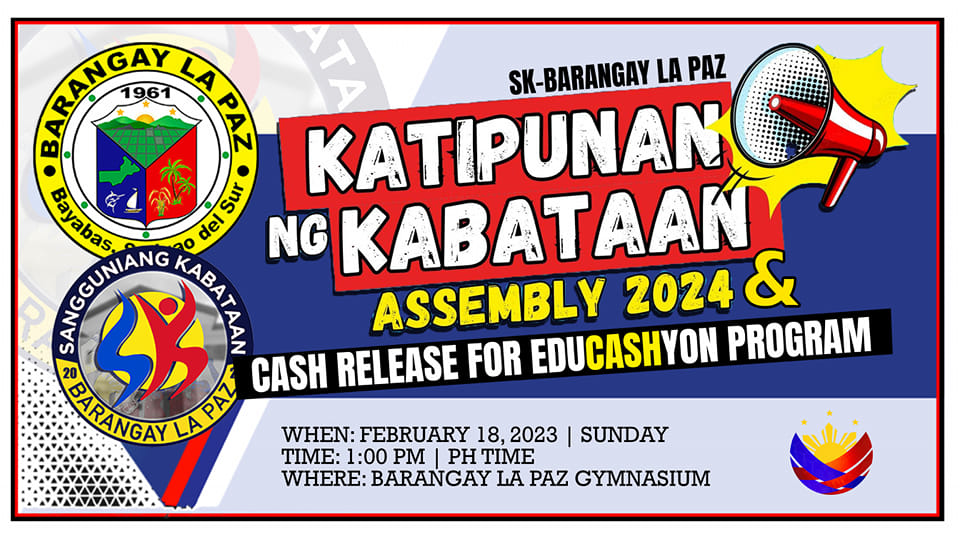 BARANGAY LA PAZ
1961
Bayabas, del Sur
SANGGUNIANG KABATAAN
20
BARANGAY LA PAZ
SK-BARANGAY LA PAZ
KATIPUNAN
NG KABATAAN
ASSEMBLY 2024 &
CASH RELEASE FOR EDUCASHYON PROGRAM
WHEN: FEBRUARY 18, 2023 | SUNDAY
TIME: 1:00 PM | PH TIME
WHERE: BARANGAY LA PAZ GYMNASIUM